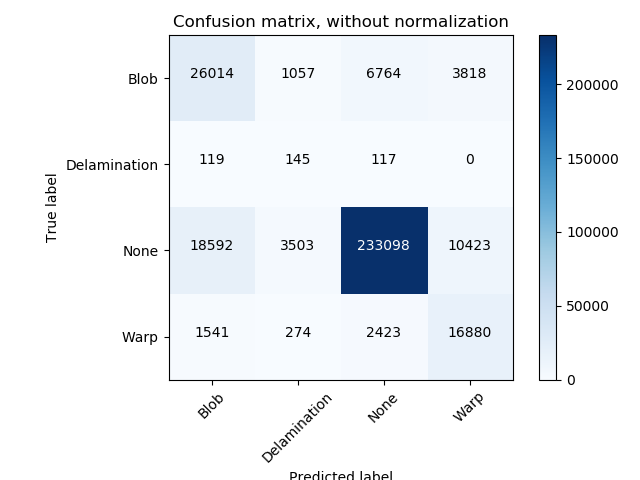 Confusion matrix, without normalization
Blob 26014 1057 6764 3818
Delamination 119 145 117 0
None 18592 3503 233098 10423
Warp 1541 274 2423 16880
True label
Blob Delamination None Warp
Predicted label
200000
150000
100000
50000
0